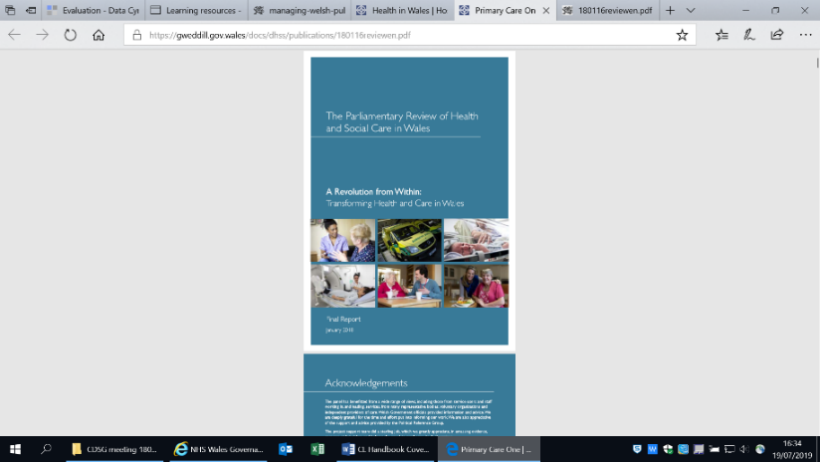 Evaluation - Data Cy
Learning resources -
managing-welsh-pub
Health in Wales | Ho
Primary Care On
180116reviewen.pdf
https://gweddill.gov.wales/docs/dhss/publications/180116reviewen.pdf
The Parliamentary Review of Health
and Social Care in Wales
A Revolution from Within:
Transforming Health and Care in Wales
Final Report
January 2018
Acknowledgements
CDSG meeting 180...
NHS Wales Governa...
CL Handbook Cove...
Primary Care One | ...
16:34
19/07/2019